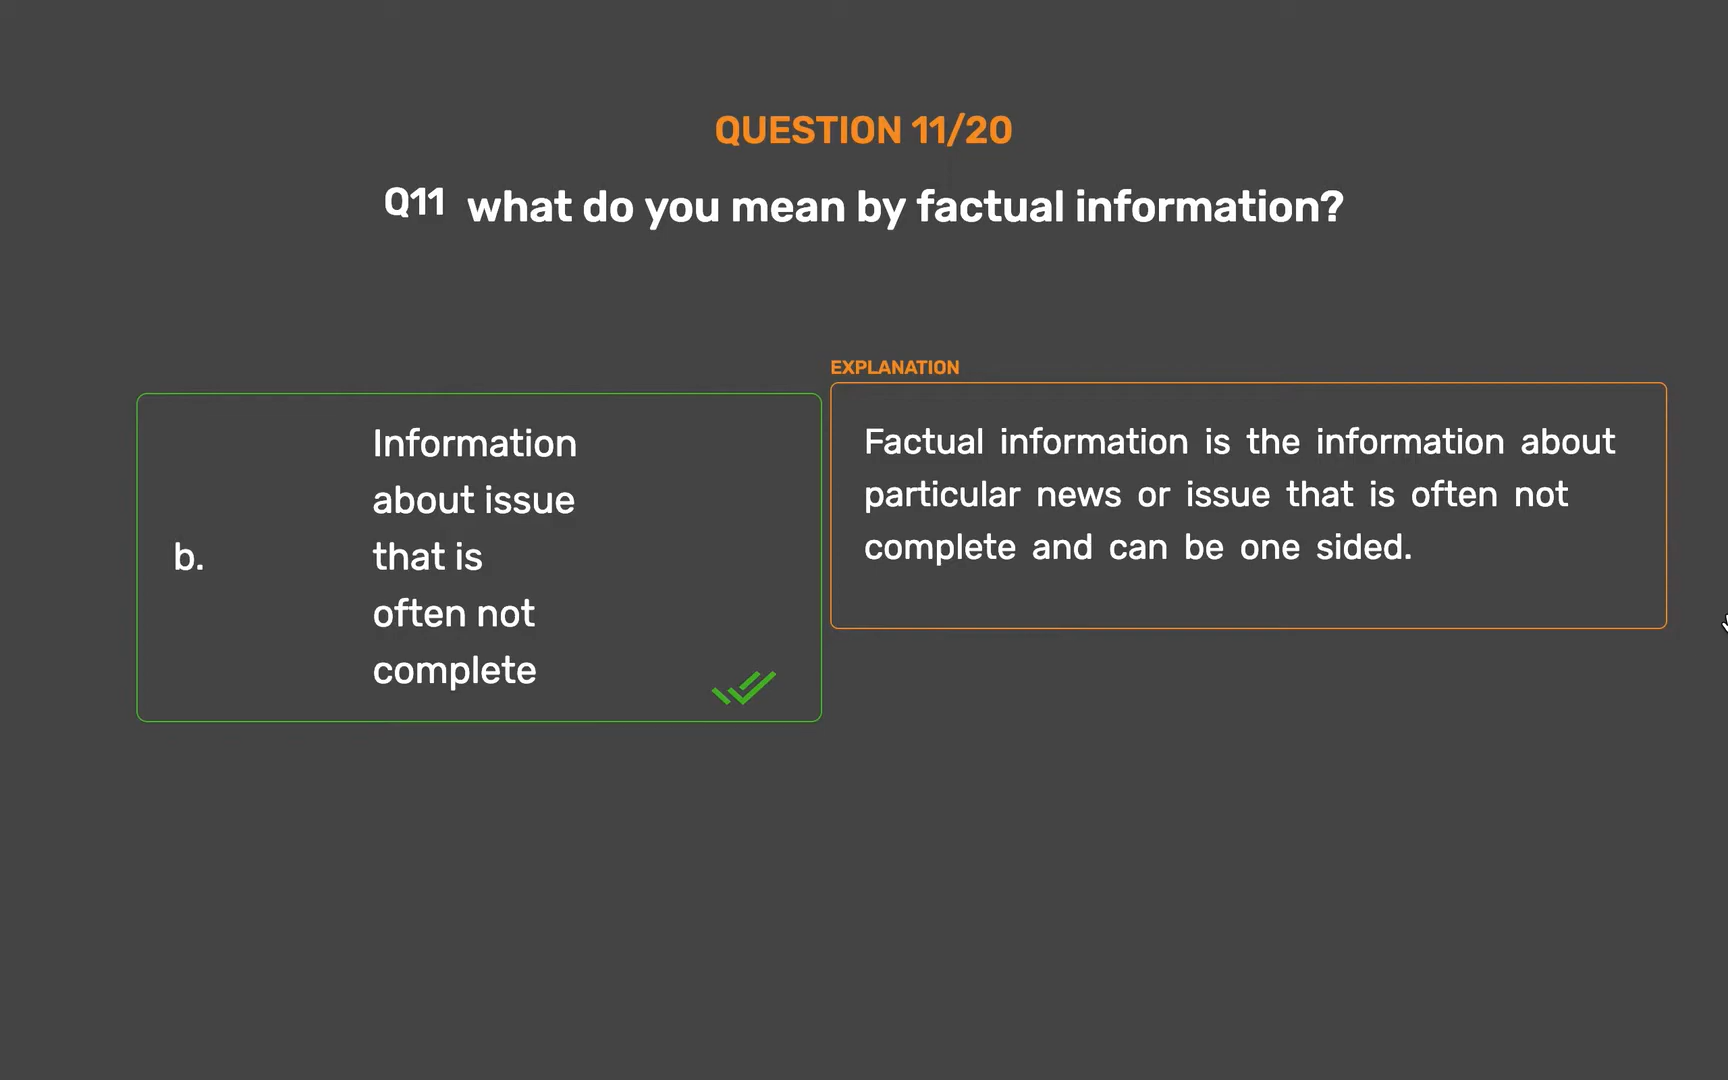 QUESTION 11/20
Q11 what do you mean by factual information?
EXPLANATION
b.
Information
about issue
that is
often not
complete
Factual information is the information about
particular news or issue that is often not
complete and can be one sided.